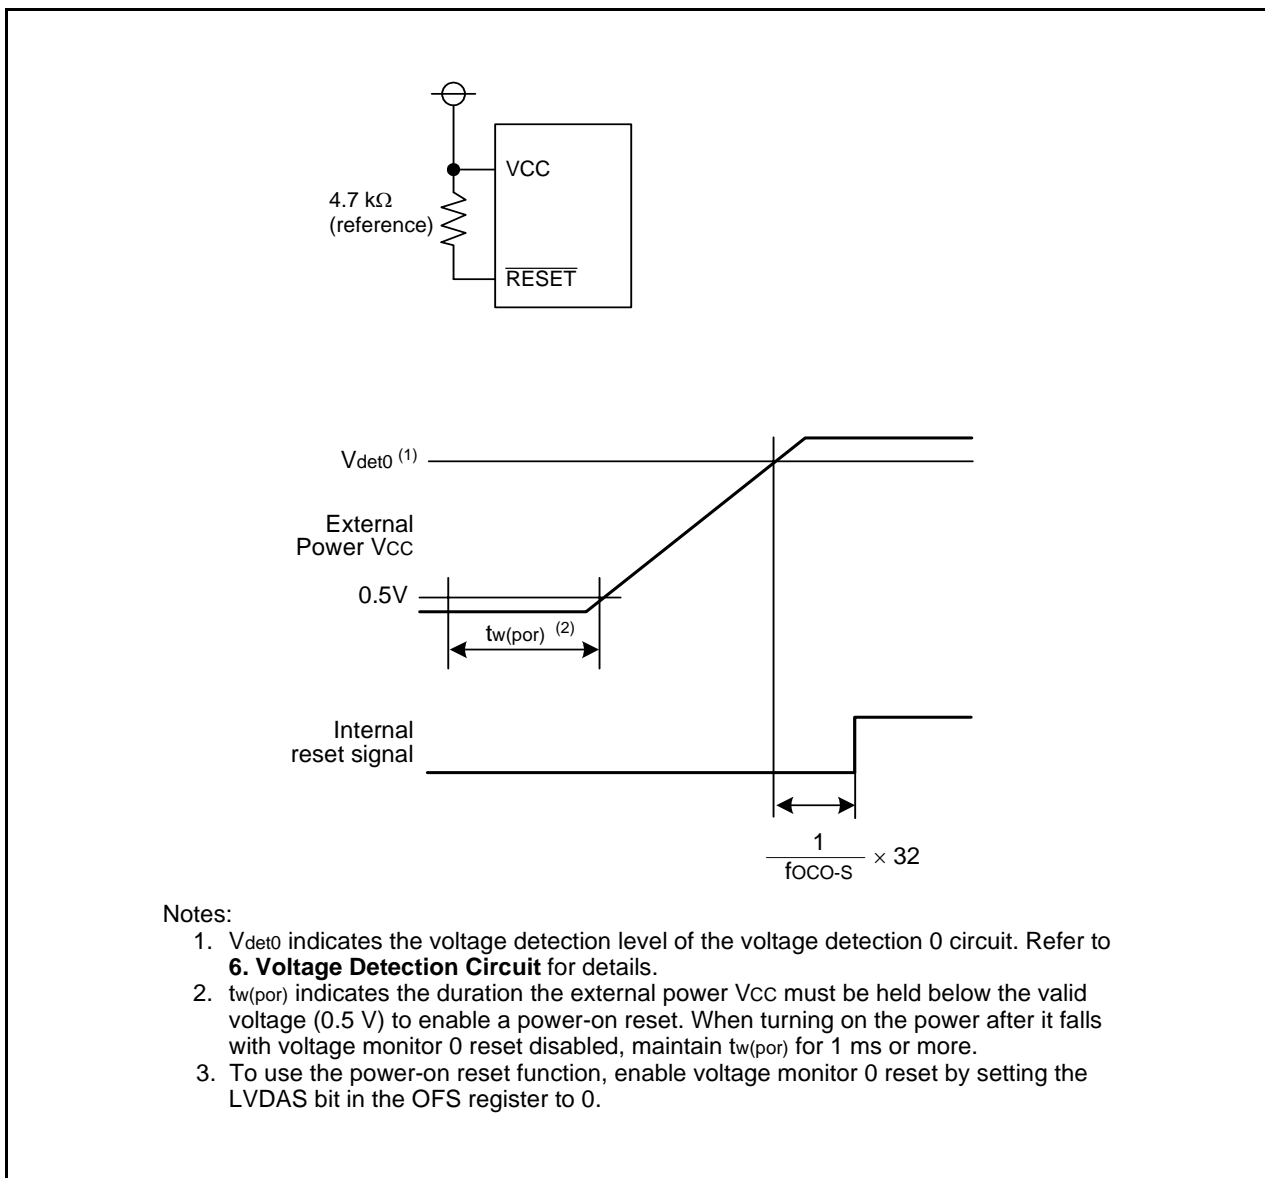 VCC
4.7 kΩ
(reference)
RESET
Vdet0 (1)
External
Power VCC
0.5V
tw(por) (2)
Internal
reset signal
1
fOCO-S
× 32
Notes:
1. Vdet0 indicates the voltage detection level of the voltage detection 0 circuit. Refer to
6. Voltage Detection Circuit for details.
2. tw(por) indicates the duration the external power VCC must be held below the valid
voltage (0.5 V) to enable a power-on reset. When turning on the power after it falls
with voltage monitor 0 reset disabled, maintain tw(por) for 1 ms or more.
3. To use the power-on reset function, enable voltage monitor 0 reset by setting the
LVDAS bit in the OFS register to 0.